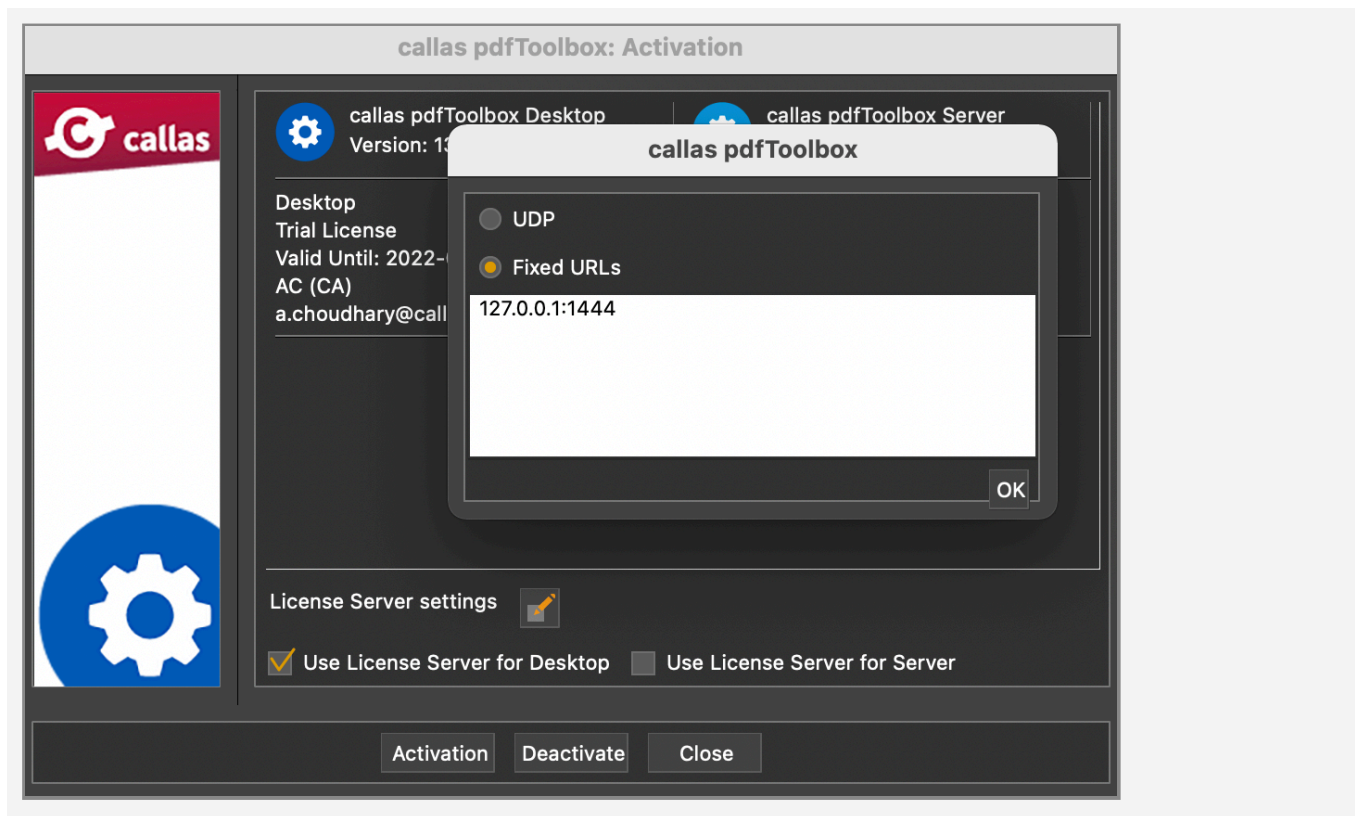 callas pdfToolbox: Activation
callas
callas pdfToolbox Desktop
Version: 13
callas pdfToolbox Server
Desktop
Trial License
Valid Until: 2022-
AC (CA)
a.choudhary@call
callas pdfToolbox
UDP
Fixed URLs
127.0.0.1:1444
OK
License Server settings
Use License Server for Desktop
Use License Server for Server
Activation
Deactivate
Close